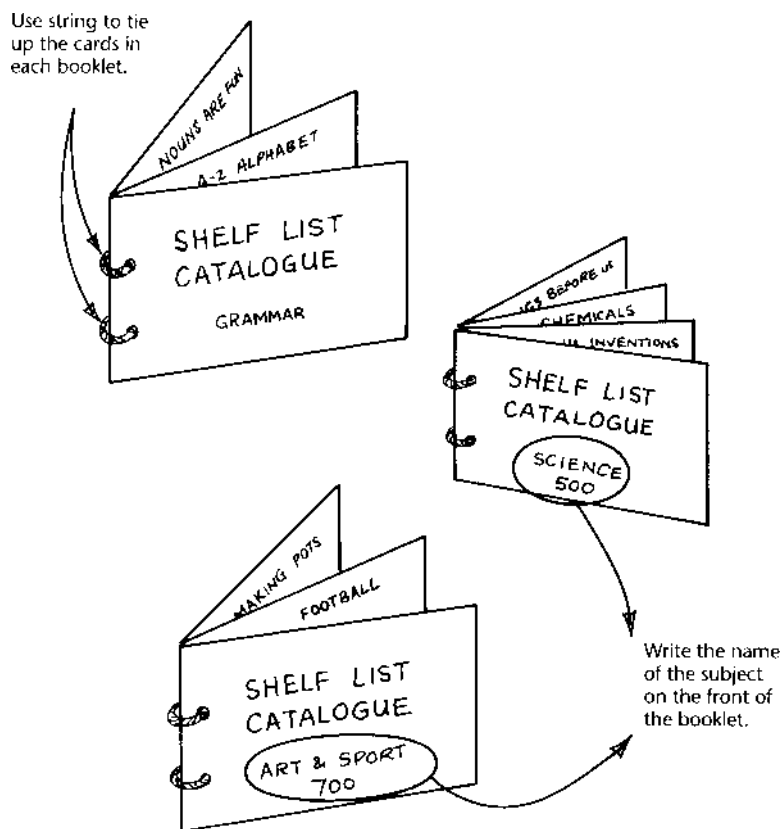 Use string to tie
up the cards in
each booklet.
NOUNS ARE FUN
A-Z ALPHABET
SHELF LIST
CATALOGUE
GRAMMAR
BEFORE US
CHEMICALS
INVENTIONS
SHELF LIST
CATALOGUE
SCIENCE
500
MAKING POTS
FOOTBALL
SHELF LIST
CATALOGUE
ART & SPORT
700
Write the name
of the subject
on the front of
the booklet.